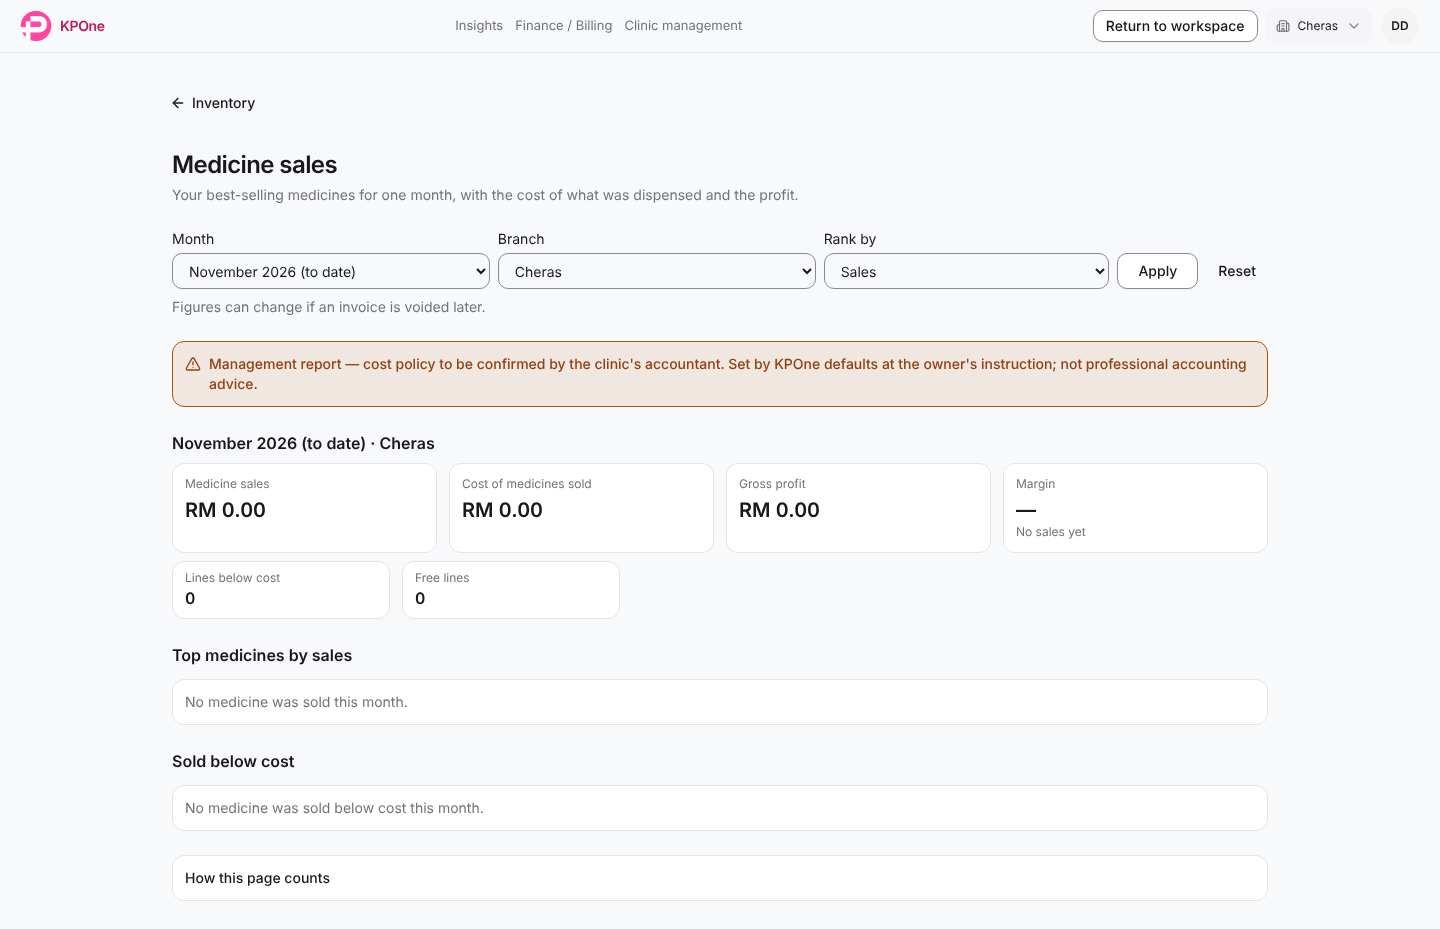 KPOne
Insights
Finance / Billing
Clinic management
Return to workspace
Cheras
DD
Inventory
Medicine sales
Your best-selling medicines for one month, with the cost of what was dispensed and the profit.
Month
Branch
Rank by
November 2026 (to date)
Cheras
Sales
Apply
Reset
Figures can change if an invoice is voided later.
Management report — cost policy to be confirmed by the clinic's accountant. Set by KPOne defaults at the owner's instruction; not professional accounting
advice.
November 2026 (to date) · Cheras
Medicine sales
RM 0.00
Cost of medicines sold
RM 0.00
Gross profit
RM 0.00
Margin
—
No sales yet
Lines below cost
0
Free lines
0
Top medicines by sales
No medicine was sold this month.
Sold below cost
No medicine was sold below cost this month.
How this page counts